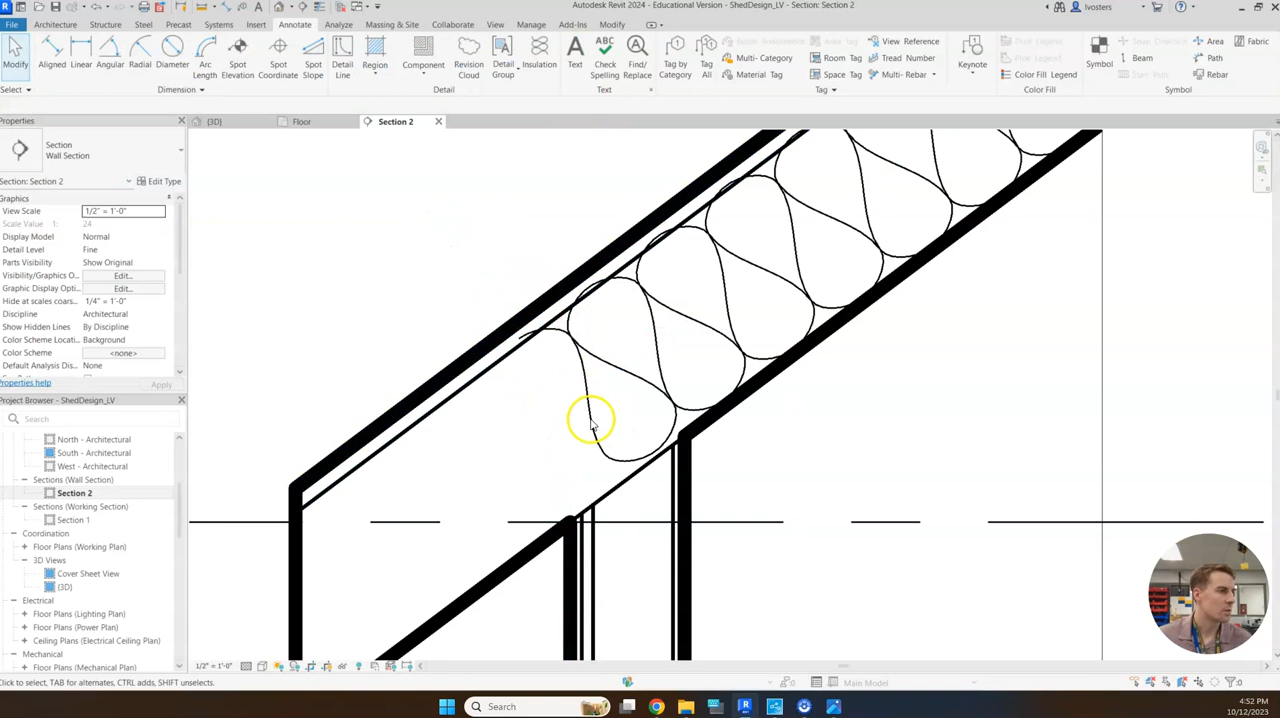 Autodesk Revit 2024 - Educational Version - ShedDesign_LV - Section: Section 2
lvosters
File Architecture Structure Steel Precast Systems Insert Annotate Analyze Massing & Site Collaborate View Manage Add-Ins Modify
Modify Aligned Linear Angular Radial Diameter Arc Length Spot Elevation Spot Coordinate Spot Slope Detail Line Region Component Revision Cloud Detail Group Insulation Text Check Spelling Find/ Replace Tag by Category Tag All
Multi- Category
Material Tag
Area Tag
Room Tag
Space Tag
View Reference
Tread Number
Multi- Rebar
Keynote
Color Fill Legend
Symbol
Beam
Area
Path
Rebar
Fabric
Select Dimension Detail Text Tag Color Fill Symbol
Properties
{3D} Floor Section 2
Section
Wall Section
Section: Section 2 Edit Type
Graphics
View Scale 1/2" = 1'-0"
Scale Value 1: 24
Display Model Normal
Detail Level Fine
Parts Visibility Show Original
Visibility/Graphics O... Edit...
Graphic Display Opti... Edit...
Hide at scales coars... 1/4" = 1'-0"
Discipline Architectural
Show Hidden Lines By Discipline
Color Scheme Locati... Background
Color Scheme <none>
Default Analysis Dis... None
Properties help Apply
Project Browser - ShedDesign_LV
Search
North - Architectural
South - Architectural
West - Architectural
Sections (Wall Section)
Section 2
Sections (Working Section)
Section 1
Coordination
Floor Plans (Working Plan)
3D Views
Cover Sheet View
{3D}
Electrical
Floor Plans (Lighting Plan)
Floor Plans (Power Plan)
Ceiling Plans (Electrical Ceiling Plan)
Mechanical
Floor Plans (Mechanical Plan)
1/2" = 1'-0"
Click to select, TAB for alternates, CTRL adds, SHIFT unselects. :0 Main Model :0
Search
4:52 PM
10/12/2023